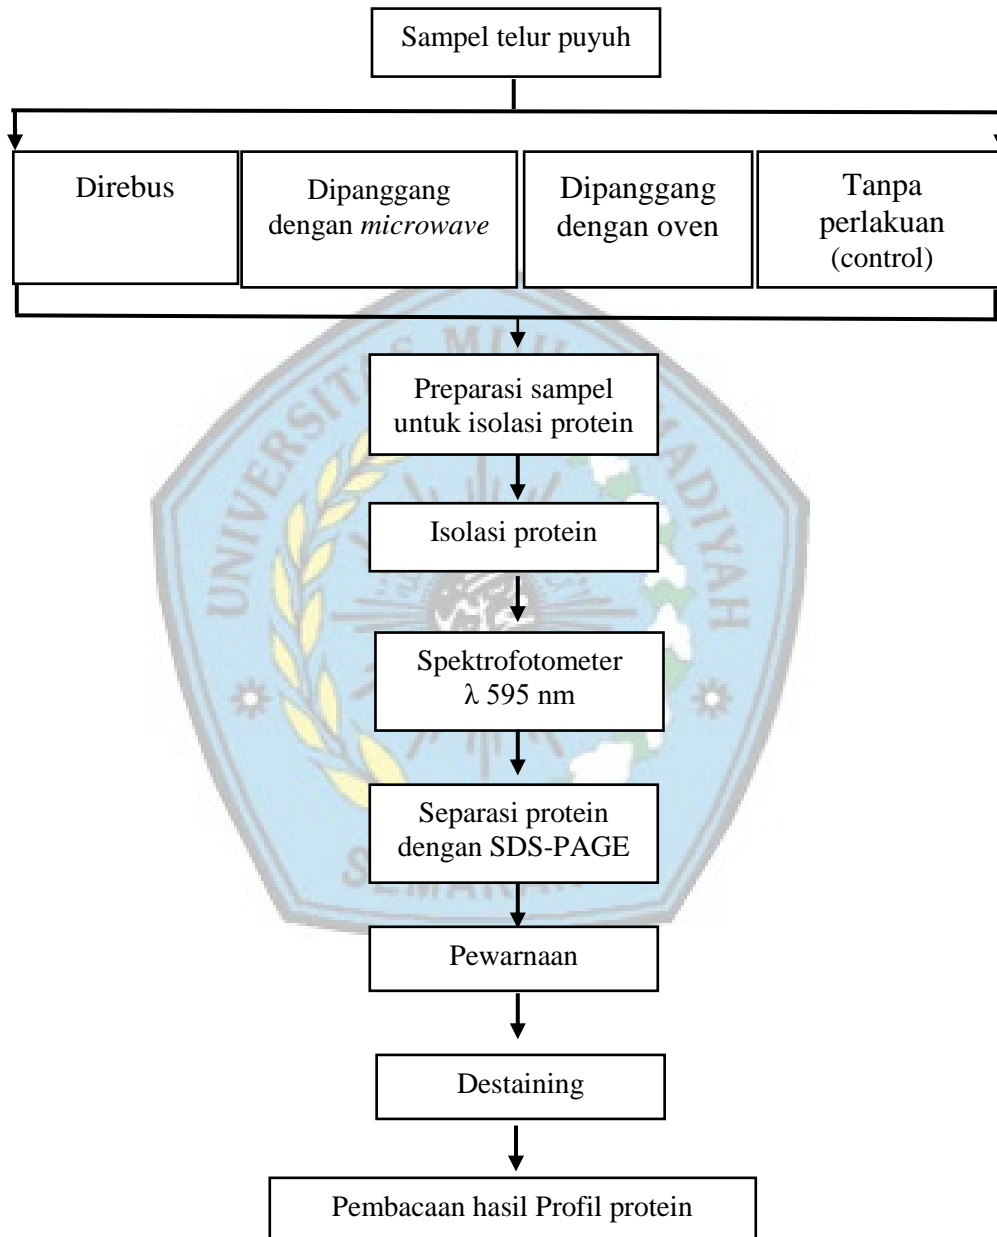 Sampel telur puyuh
Direbus
Dipanggang
dengan microwave
Dipanggang
dengan oven
Tanpa
perlakuan
(control)
Preparasi sampel
untuk isolasi protein
Isolasi protein
Spektrofotometer
λ 595 nm
Separasi protein
dengan SDS-PAGE
Pewarnaan
Destaining
Pembacaan hasil Profil protein
UNIVERSITAS